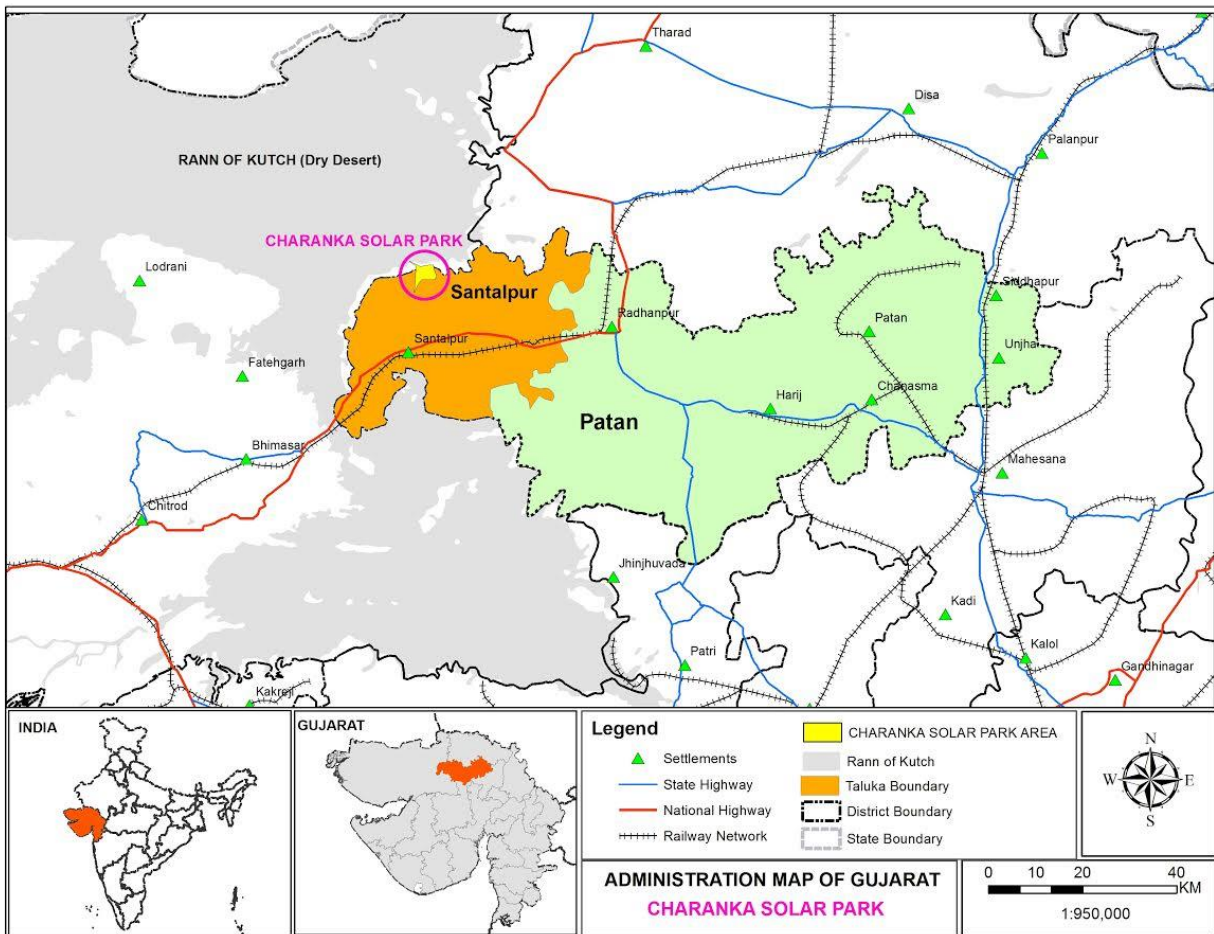 Tharad
Disa
Palanpur
RANN OF KUTCH (Dry Desert)
CHARANKA SOLAR PARK
Lodrani
Santalpur
Siddhapur
Radhanpur
Patan
Santalpur
Unjha
Fatehgarh
Chanasma
Harij
Patan
Bhimasar
Mahesana
Chitrod
Jhinjhuvada
Kadi
Patri
Kalol
Gandhinagar
Kakreji
INDIA
GUJARAT
Legend
Settlements
State Highway
National Highway
Railway Network
CHARANKA SOLAR PARK AREA
Rann of Kutch
Taluka Boundary
District Boundary
State Boundary
N
W E
S
ADMINISTRATION MAP OF GUJARAT
CHARANKA SOLAR PARK
0 10 20 40
KM
1:950,000